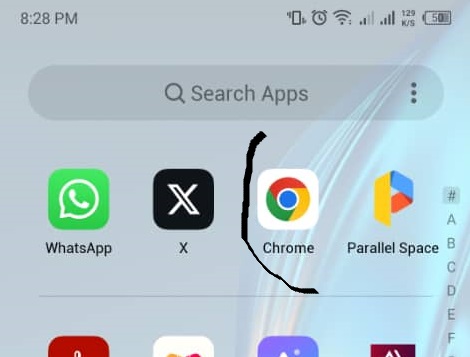 8:28 PM 129 K/S 50
Search Apps
WhatsApp X Chrome Parallel Space
#
A
B
C
D
E
F